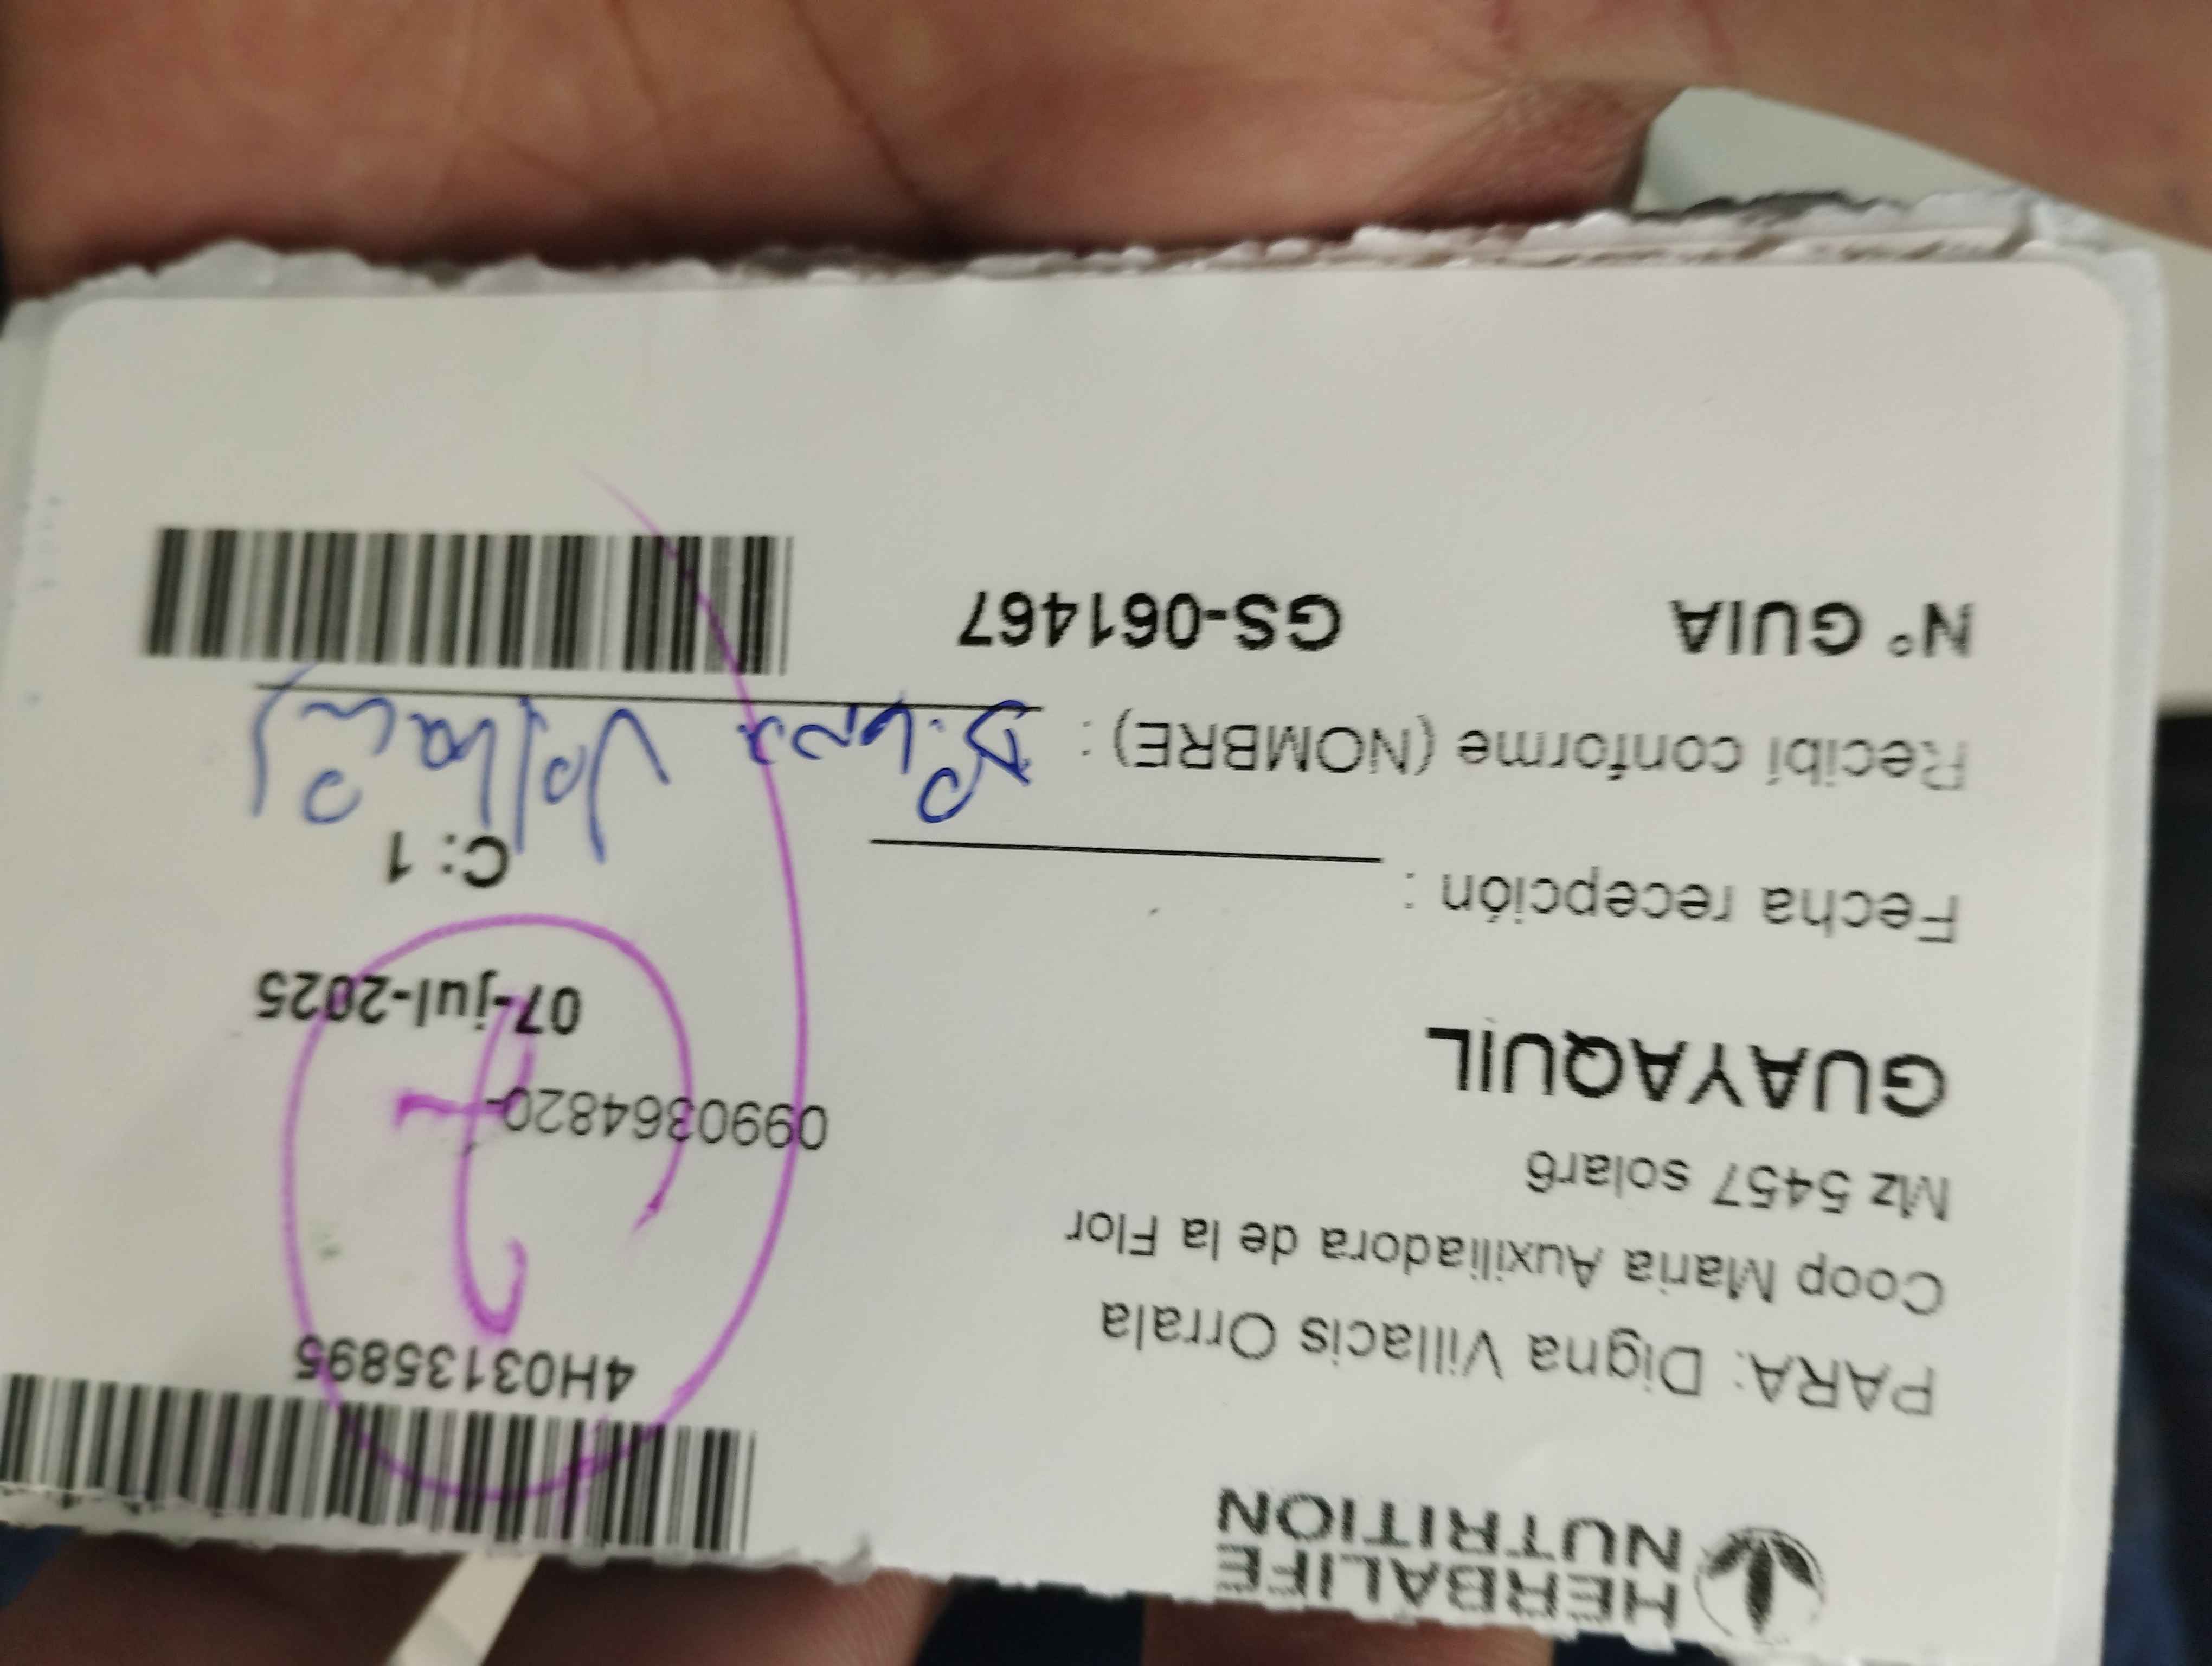 HERBALIFE
NUTRITION
4H03135895
PARA: Digna Villacis Orrala
Coop Maria Auxiliadora de la Flor
Mz 5457 solar6
0990364820-
GUAYAQUIL
07-jul-2025
Fecha recepción :
C: 1
Recibí conforme (NOMBRE) :
N° GUIA GS-061467